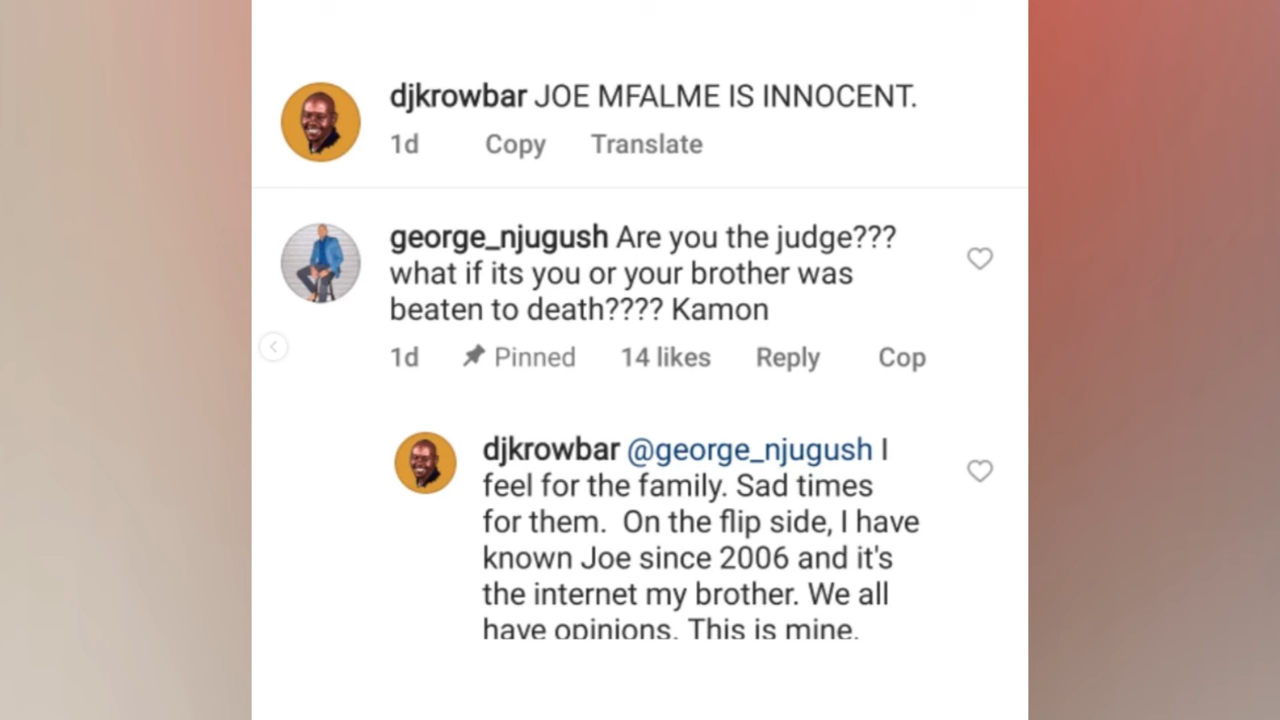 djkrowbar JOE MFALME IS INNOCENT.
1d Copy Translate
george_njugush Are you the judge???
what if its you or your brother was
beaten to death???? Kamon
1d Pinned 14 likes Reply Cop
djkrowbar @george_njugush I
feel for the family. Sad times
for them. On the flip side, I have
known Joe since 2006 and it's
the internet my brother. We all
have opinions. This is mine.